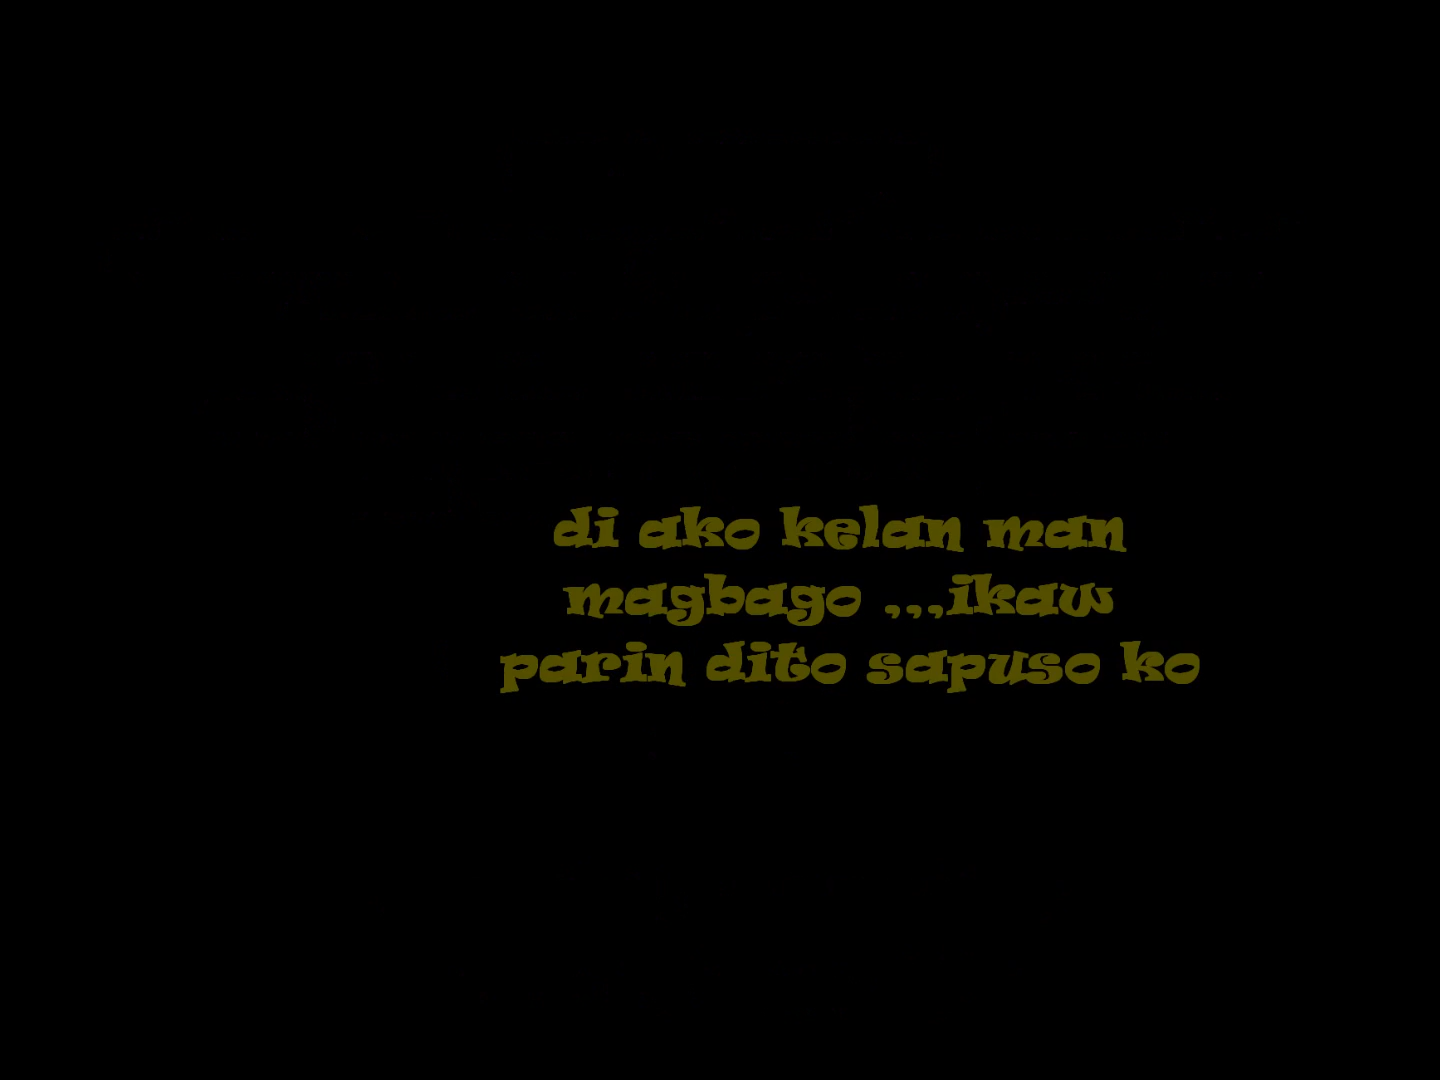 di ako kelan man
magbago ,,,ikaw
parin dito sapuso ko